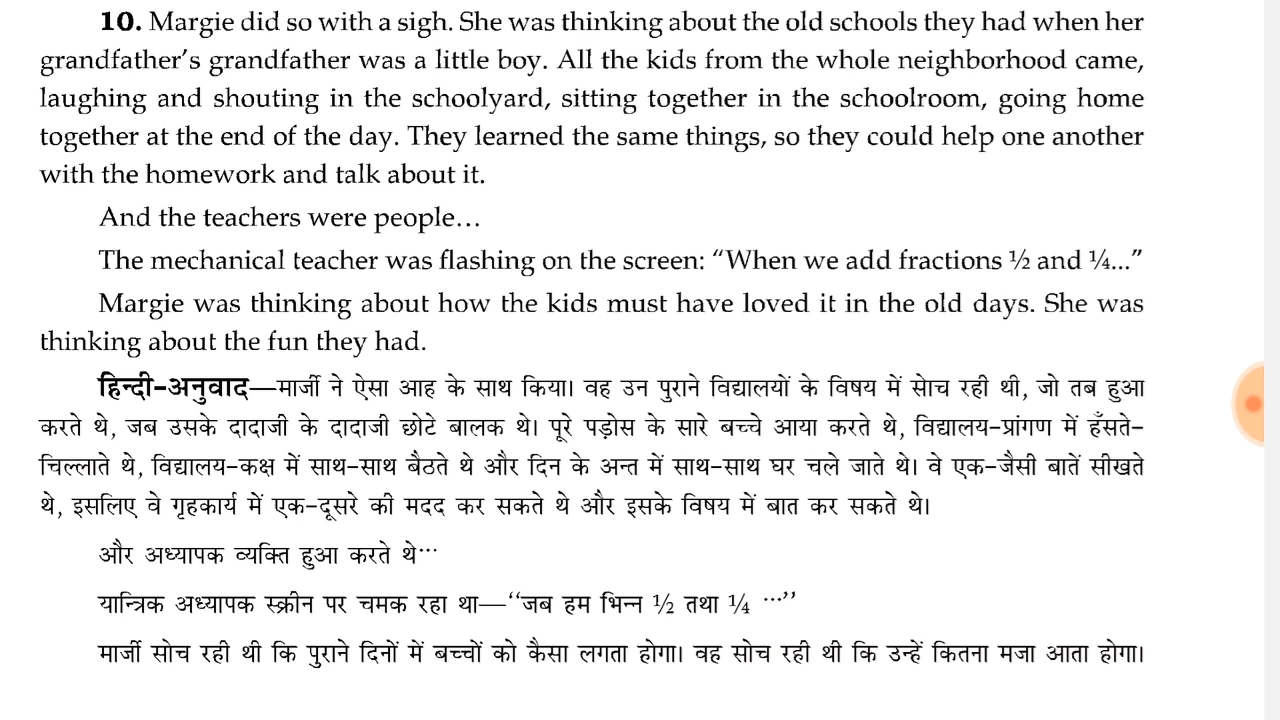 10. Margie did so with a sigh. She was thinking about the old schools they had when her
grandfather’s grandfather was a little boy. All the kids from the whole neighborhood came,
laughing and shouting in the schoolyard, sitting together in the schoolroom, going home
together at the end of the day. They learned the same things, so they could help one another
with the homework and talk about it.
And the teachers were people…
The mechanical teacher was flashing on the screen: “When we add fractions ½ and ¼...”
Margie was thinking about how the kids must have loved it in the old days. She was
thinking about the fun they had.
हिन्दी-अनुवाद—मार्जी ने ऐसा आह के साथ किया। वह उन पुराने विद्यालयों के विषय में सेाच रही थी, जो तब हुआ
करते थे, जब उसके दादाजी के दादाजी छोटे बालक थे। पूरे पड़ोस के सारे बच्चे आया करते थे, विद्यालय-प्रांगण में हँसते-
चिल्लाते थे, विद्यालय-कक्ष में साथ-साथ बैठते थे और दिन के अन्त में साथ-साथ घर चले जाते थे। वे एक-जैसी बातें सीखते
थे, इसलिए वे गृहकार्य में एक-दूसरे की मदद कर सकते थे और इसके विषय में बात कर सकते थे।
और अध्यापक व्यक्ति हुआ करते थे…
यान्त्रिक अध्यापक स्क्रीन पर चमक रहा था—‘‘जब हम भिन्न ½ तथा ¼ …’’
मार्जी सोच रही थी कि पुराने दिनों में बच्चों को कैसा लगता होगा। वह सोच रही थी कि उन्हें कितना मजा आता होगा।